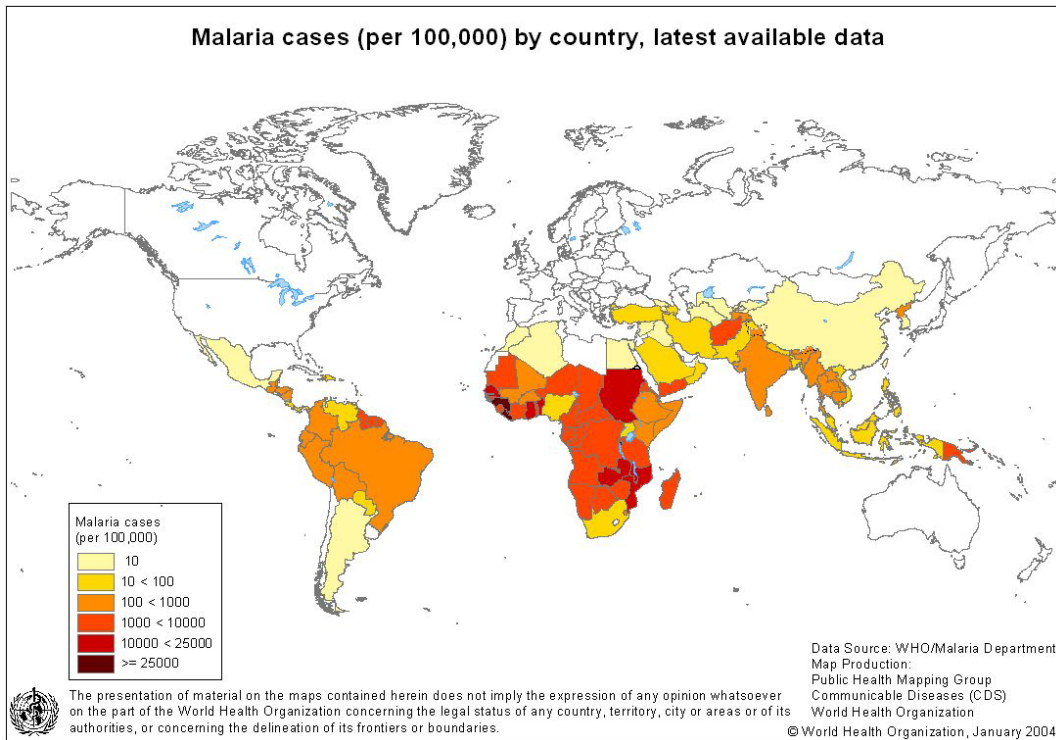 Malaria cases (per 100,000) by country, latest available data
Malaria cases
(per 100,000)
10
10 < 100
100 < 1000
1000 < 10000
10000 < 25000
>= 25000
Data Source: WHO/Malaria Department
Map Production:
Public Health Mapping Group
Communicable Diseases (CDS)
World Health Organization
© World Health Organization, January 2004
The presentation of material on the maps contained herein does not imply the expression of any opinion whatsoever
on the part of the World Health Organization concerning the legal status of any country, territory, city or areas or of its
authorities, or concerning the delineation of its frontiers or boundaries.